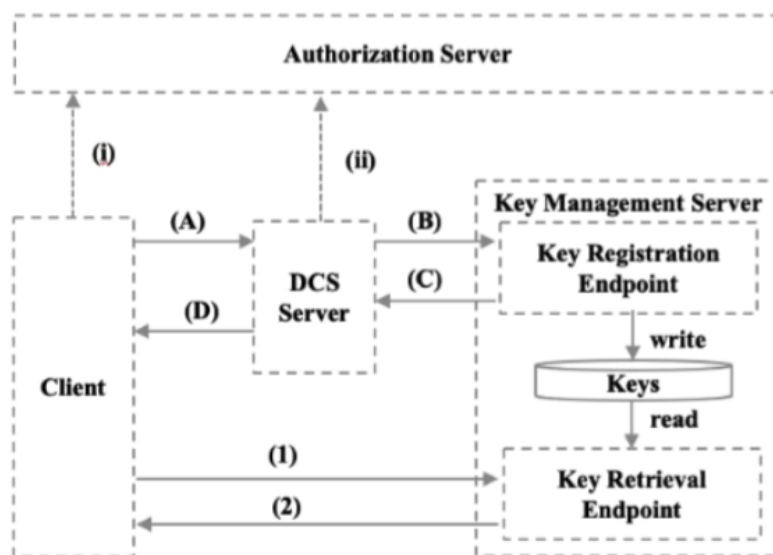 Authorization Server
(i)
(ii)
Key Management Server
(A)
(B)
Key Registration
Endpoint
DCS
Server
(C)
(D)
write
Client
Keys
read
(1)
Key Retrieval
Endpoint
(2)